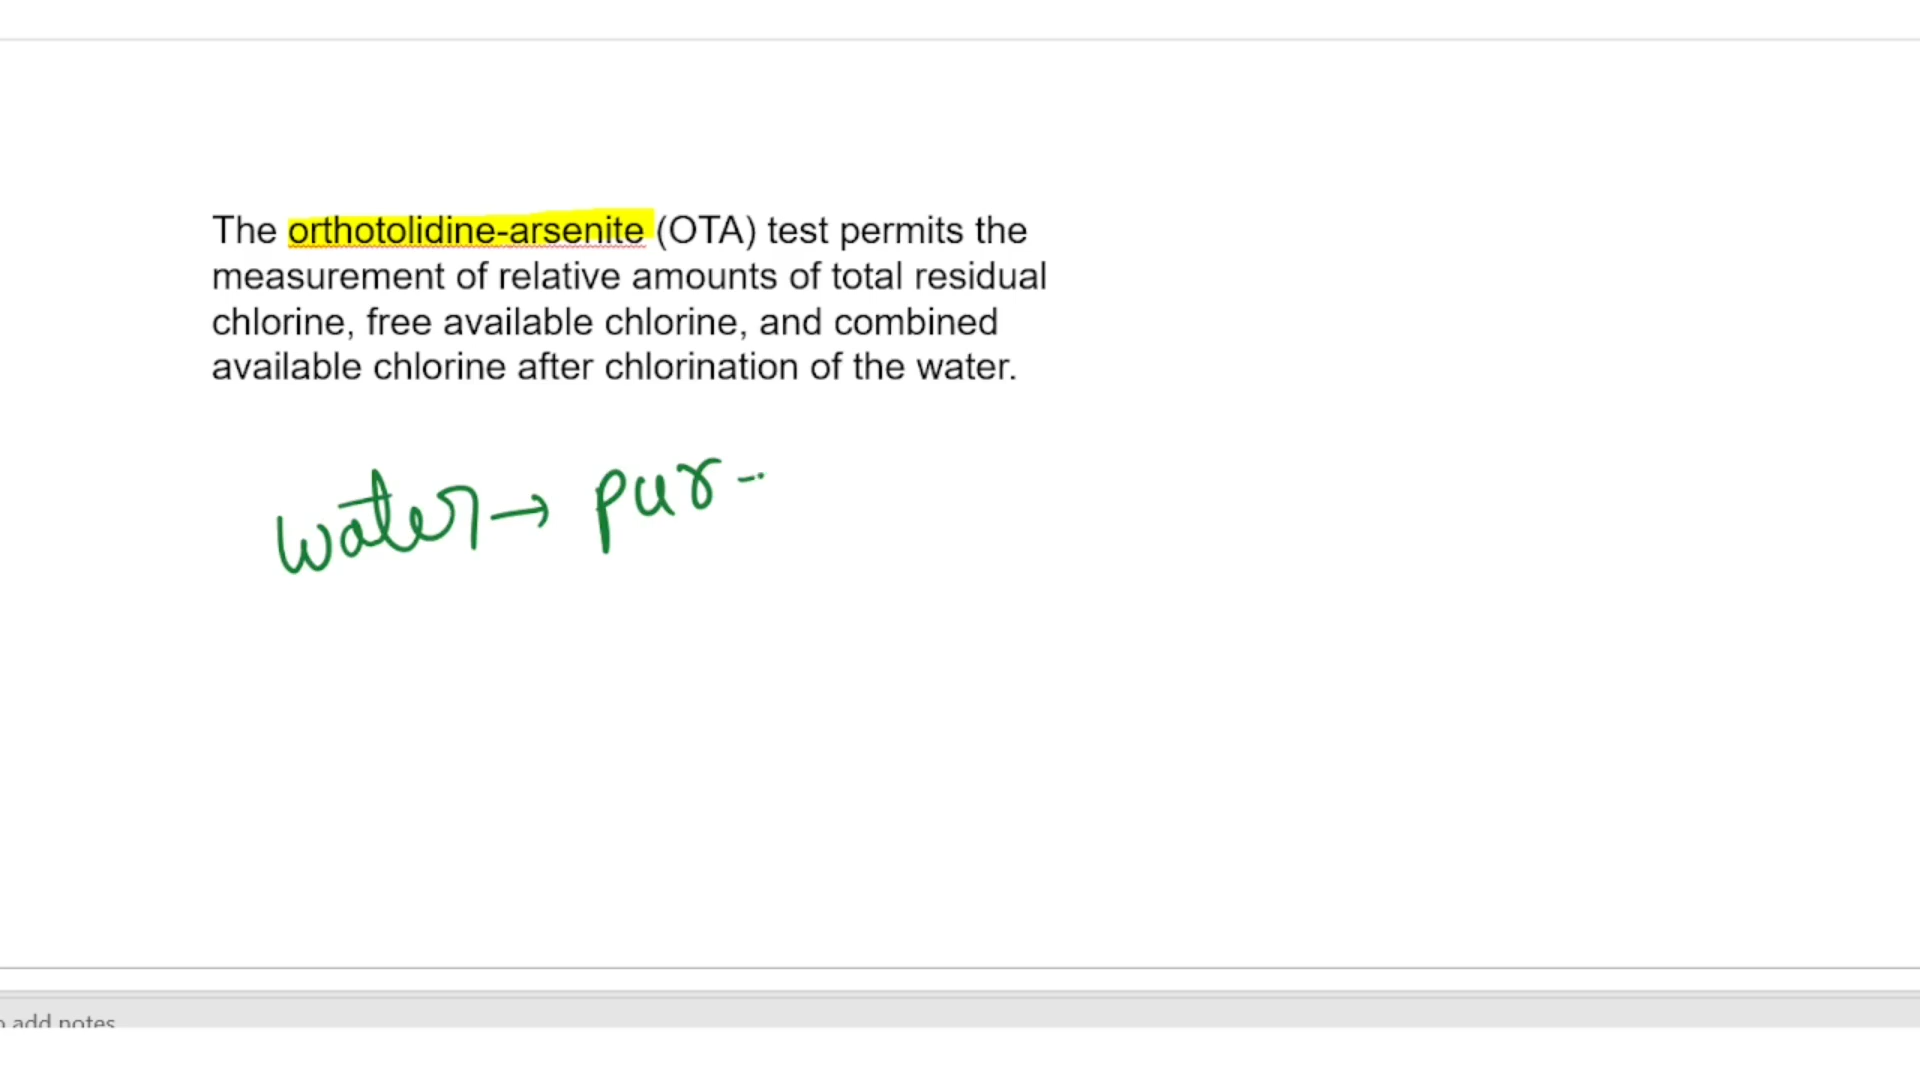 The orthotolidine-arsenite (OTA) test permits the
measurement of relative amounts of total residual
chlorine, free available chlorine, and combined
available chlorine after chlorination of the water.
water → pur -
add notes